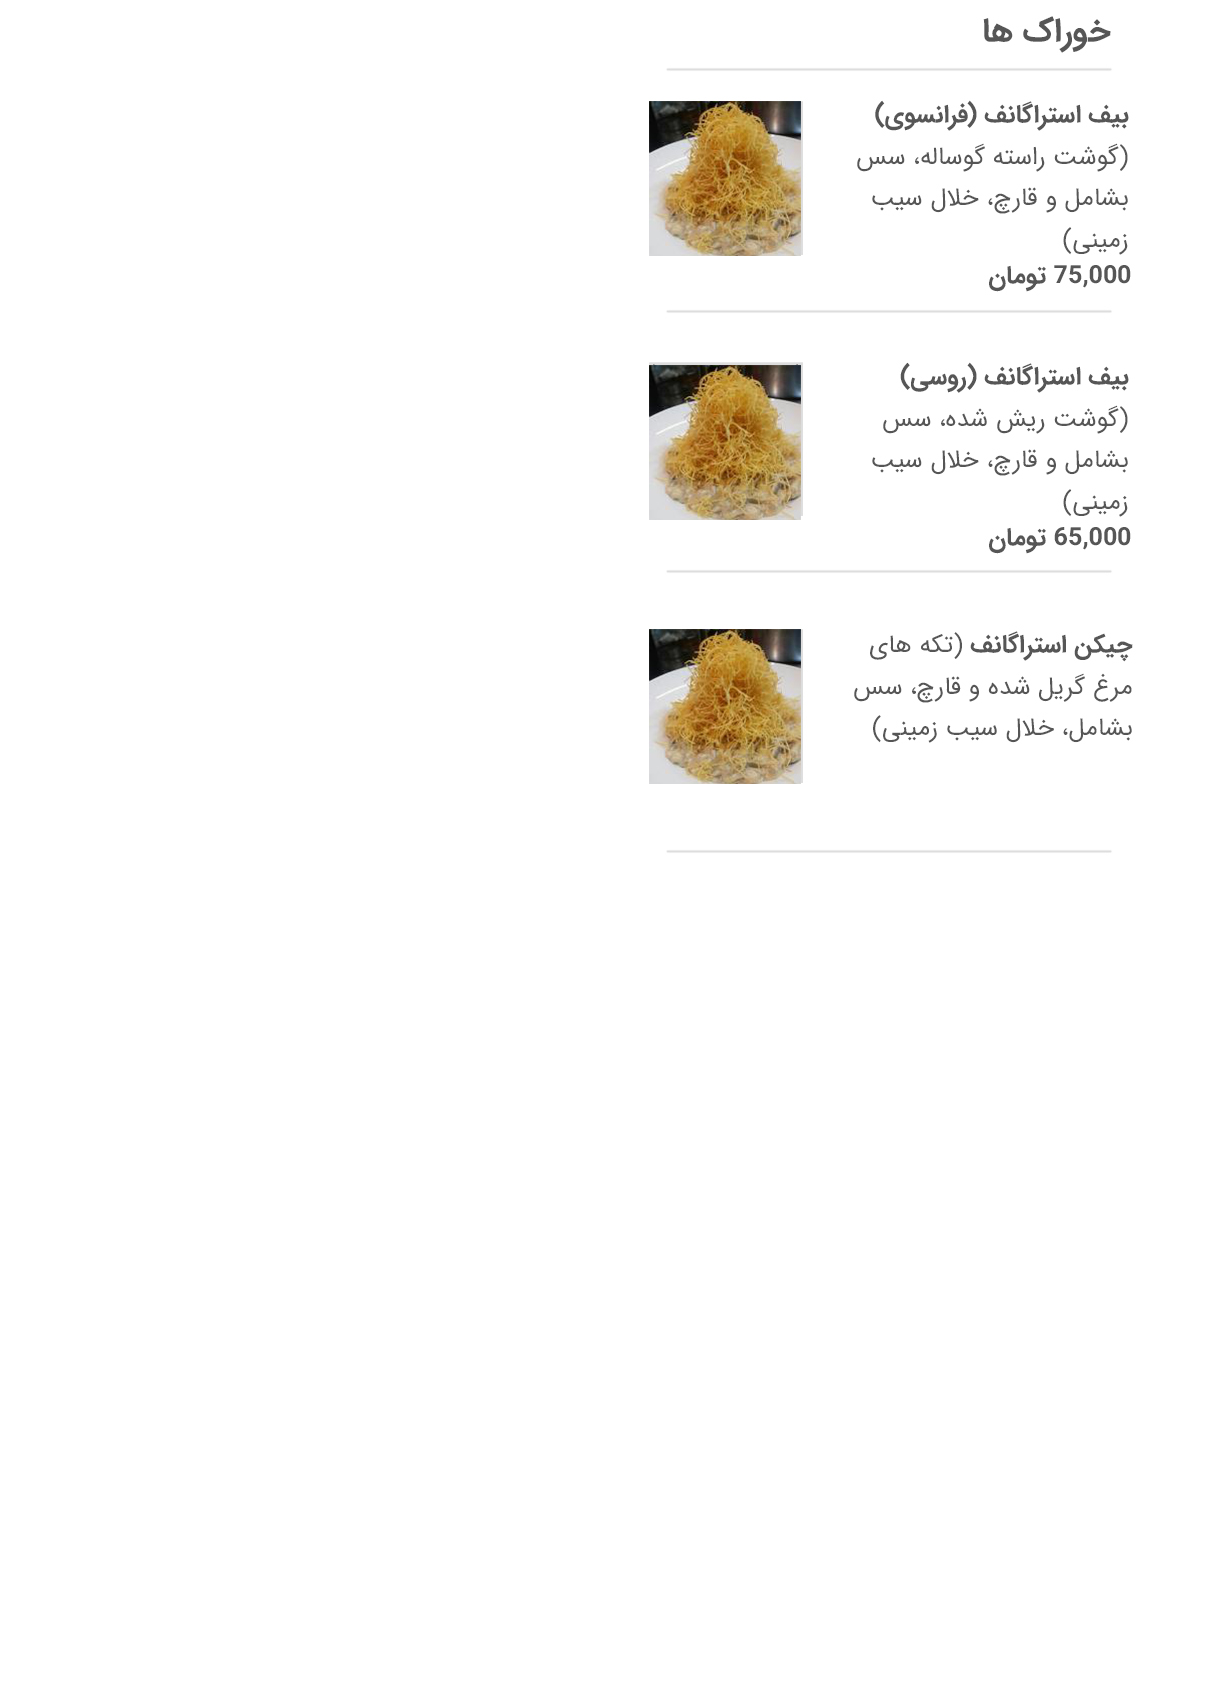 خوراک ها
بیف استراگانف (فرانسوی)
(گوشت راسته گوساله، سس
بشامل و قارچ، خلال سیب
زمینی)
75,000 تومان
بیف استراگانف (روسی)
(گوشت ریش شده، سس
بشامل و قارچ، خلال سیب
زمینی)
65,000 تومان
چیکن استراگانف (تکه های
مرغ گریل شده و قارچ، سس
بشامل، خلال سیب زمینی)